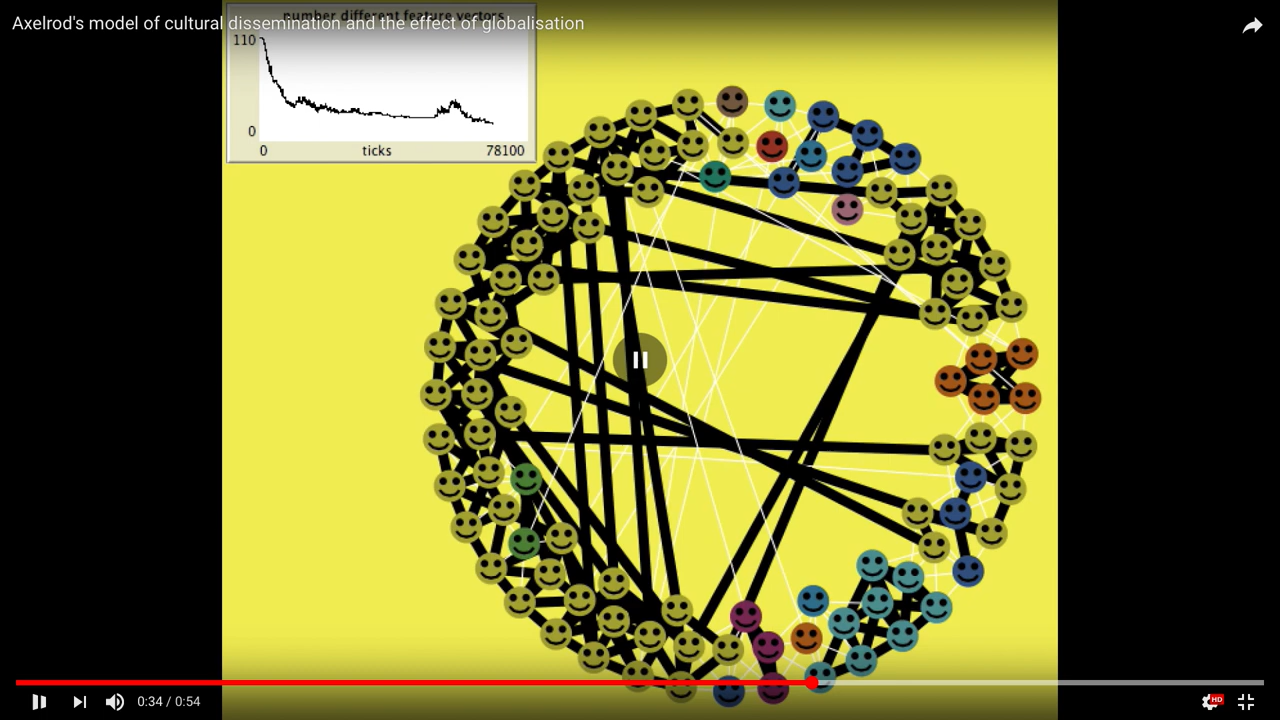 Axelrod's model of cultural dissemination and the effect of globalisation
number different feature vectors
110
0
0 ticks 78100
0:34 / 0:54
HD